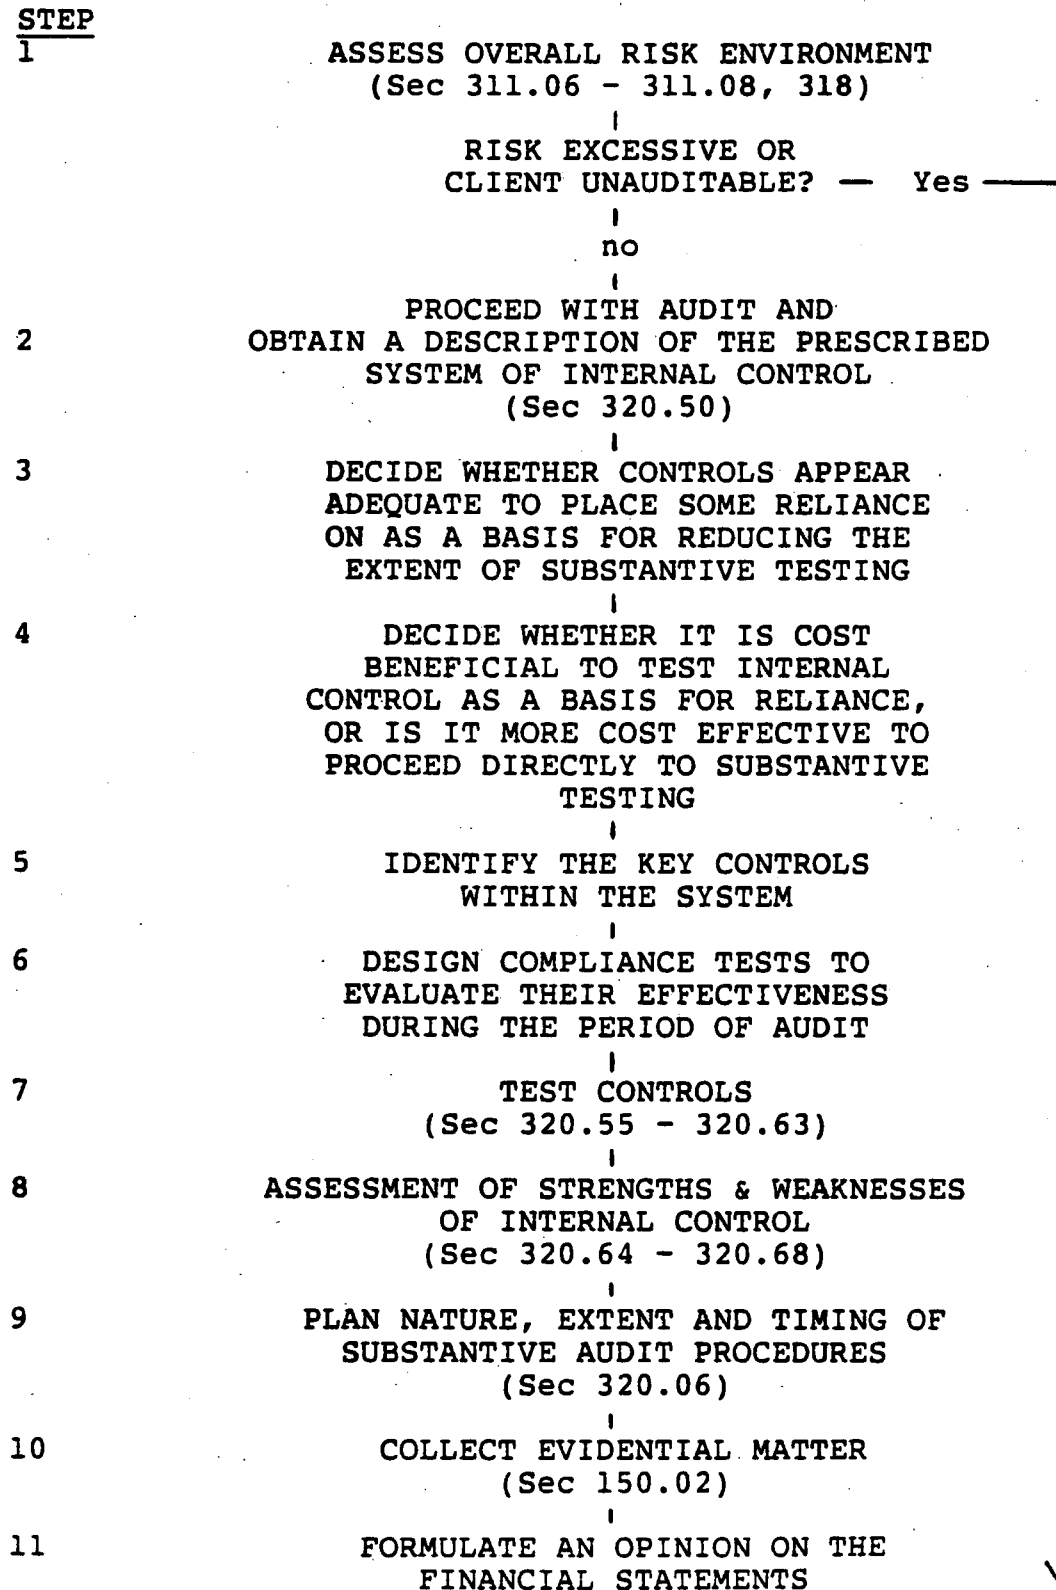 STEP
1 ASSESS OVERALL RISK ENVIRONMENT
(Sec 311.06 - 311.08, 318)
RISK EXCESSIVE OR
CLIENT UNAUDITABLE? — Yes
no
PROCEED WITH AUDIT AND
2 OBTAIN A DESCRIPTION OF THE PRESCRIBED
SYSTEM OF INTERNAL CONTROL
(Sec 320.50)
3 DECIDE WHETHER CONTROLS APPEAR
ADEQUATE TO PLACE SOME RELIANCE
ON AS A BASIS FOR REDUCING THE
EXTENT OF SUBSTANTIVE TESTING
4 DECIDE WHETHER IT IS COST
BENEFICIAL TO TEST INTERNAL
CONTROL AS A BASIS FOR RELIANCE,
OR IS IT MORE COST EFFECTIVE TO
PROCEED DIRECTLY TO SUBSTANTIVE
TESTING
5 IDENTIFY THE KEY CONTROLS
WITHIN THE SYSTEM
6 DESIGN COMPLIANCE TESTS TO
EVALUATE THEIR EFFECTIVENESS
DURING THE PERIOD OF AUDIT
7 TEST CONTROLS
(Sec 320.55 - 320.63)
8 ASSESSMENT OF STRENGTHS & WEAKNESSES
OF INTERNAL CONTROL
(Sec 320.64 - 320.68)
9 PLAN NATURE, EXTENT AND TIMING OF
SUBSTANTIVE AUDIT PROCEDURES
(Sec 320.06)
10 COLLECT EVIDENTIAL MATTER
(Sec 150.02)
11 FORMULATE AN OPINION ON THE
FINANCIAL STATEMENTS